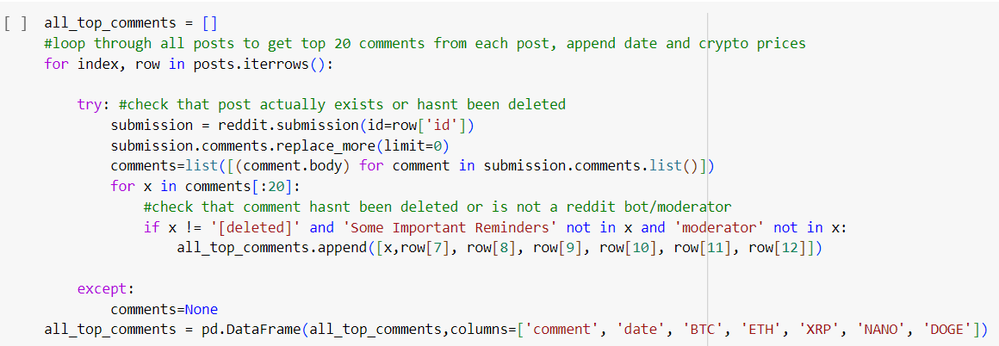 [ ] all_top_comments = []
#loop through all posts to get top 20 comments from each post, append date and crypto prices
for index, row in posts.iterrows():
try: #check that post actually exists or hasnt been deleted
submission = reddit.submission(id=row['id'])
submission.comments.replace_more(limit=0)
comments=list([(comment.body) for comment in submission.comments.list()])
for x in comments[:20]:
#check that comment hasnt been deleted or is not a reddit bot/moderator
if x != '[deleted]' and 'Some Important Reminders' not in x and 'moderator' not in x:
all_top_comments.append([x,row[7], row[8], row[9], row[10], row[11], row[12]])
except:
comments=None
all_top_comments = pd.DataFrame(all_top_comments,columns=['comment', 'date', 'BTC', 'ETH', 'XRP', 'NANO', 'DOGE'])